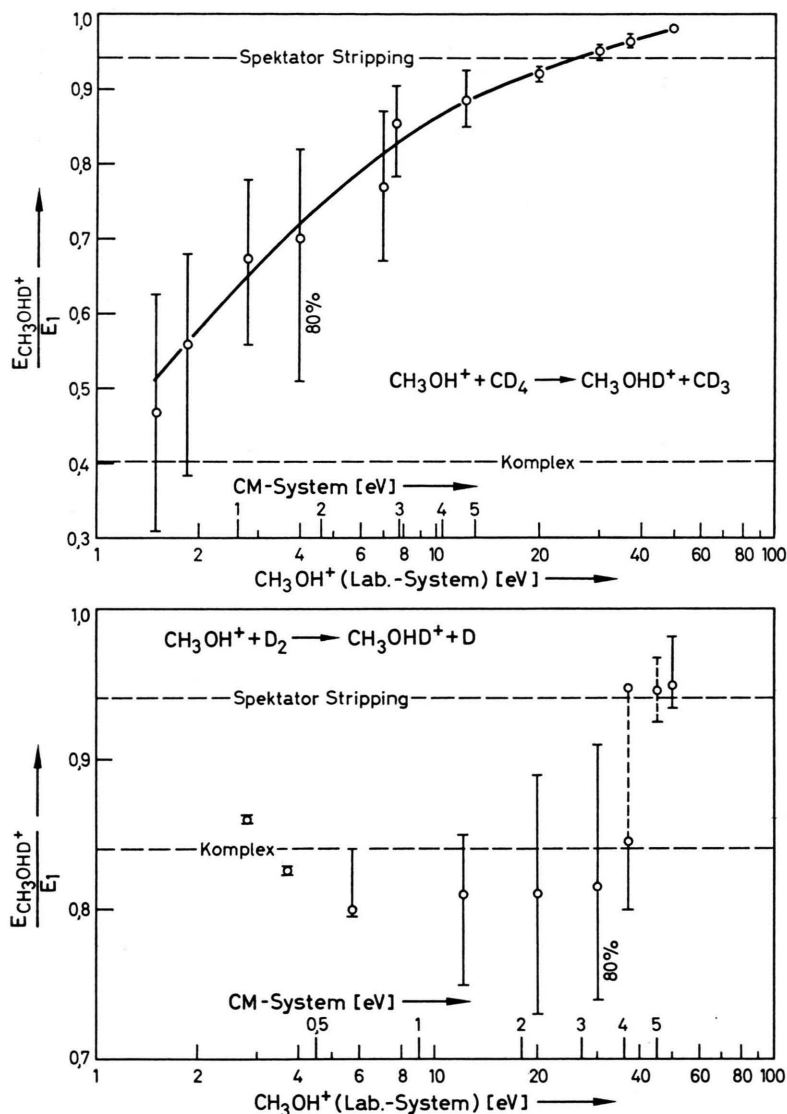 1,0
Spektator Stripping
0,9
0,8
0,7
80%
0,6
E_CH₃OHD⁺
E₁
0,5
CH₃OH⁺ + CD₄ ⟶ CH₃OHD⁺ + CD₃
0,4
Komplex
CM-System [eV] ⟶
1 2 3 4 5
0,3
1 2 4 6 8 10 20 40 60 80 100
CH₃OH⁺ (Lab.-System) [eV] ⟶
1,0
CH₃OH⁺ + D₂ ⟶ CH₃OHD⁺ + D
Spektator Stripping
0,9
Komplex
E_CH₃OHD⁺
E₁
0,8
80%
CM-System [eV] ⟶
0,5 1 2 3 4 5
0,7
1 2 4 6 8 10 20 40 60 80 100
CH₃OH⁺ (Lab.-System) [eV] ⟶